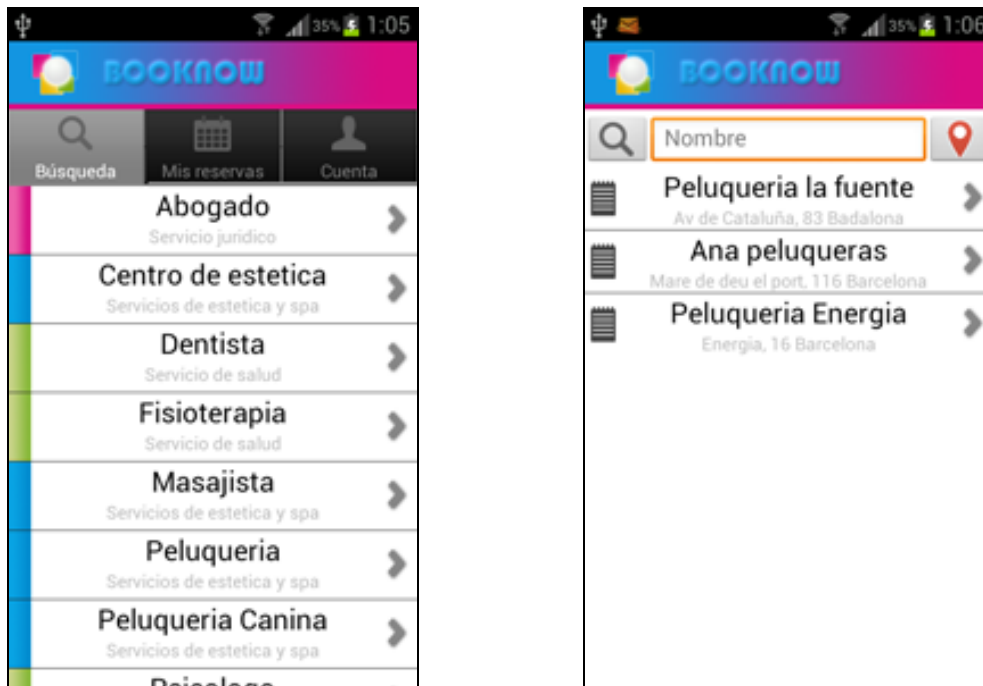 35% 1:05
BOOKNOW
Búsqueda Mis reservas Cuenta
Abogado
Servicio juridico
Centro de estetica
Servicios de estetica y spa
Dentista
Servicio de salud
Fisioterapia
Servicio de salud
Masajista
Servicios de estetica y spa
Peluqueria
Servicios de estetica y spa
Peluqueria Canina
Servicios de estetica y spa
35% 1:06
BOOKNOW
Nombre
Peluqueria la fuente
Av de Cataluña, 83 Badalona
Ana peluqueras
Mare de deu el port, 116 Barcelona
Peluqueria Energia
Energia, 16 Barcelona